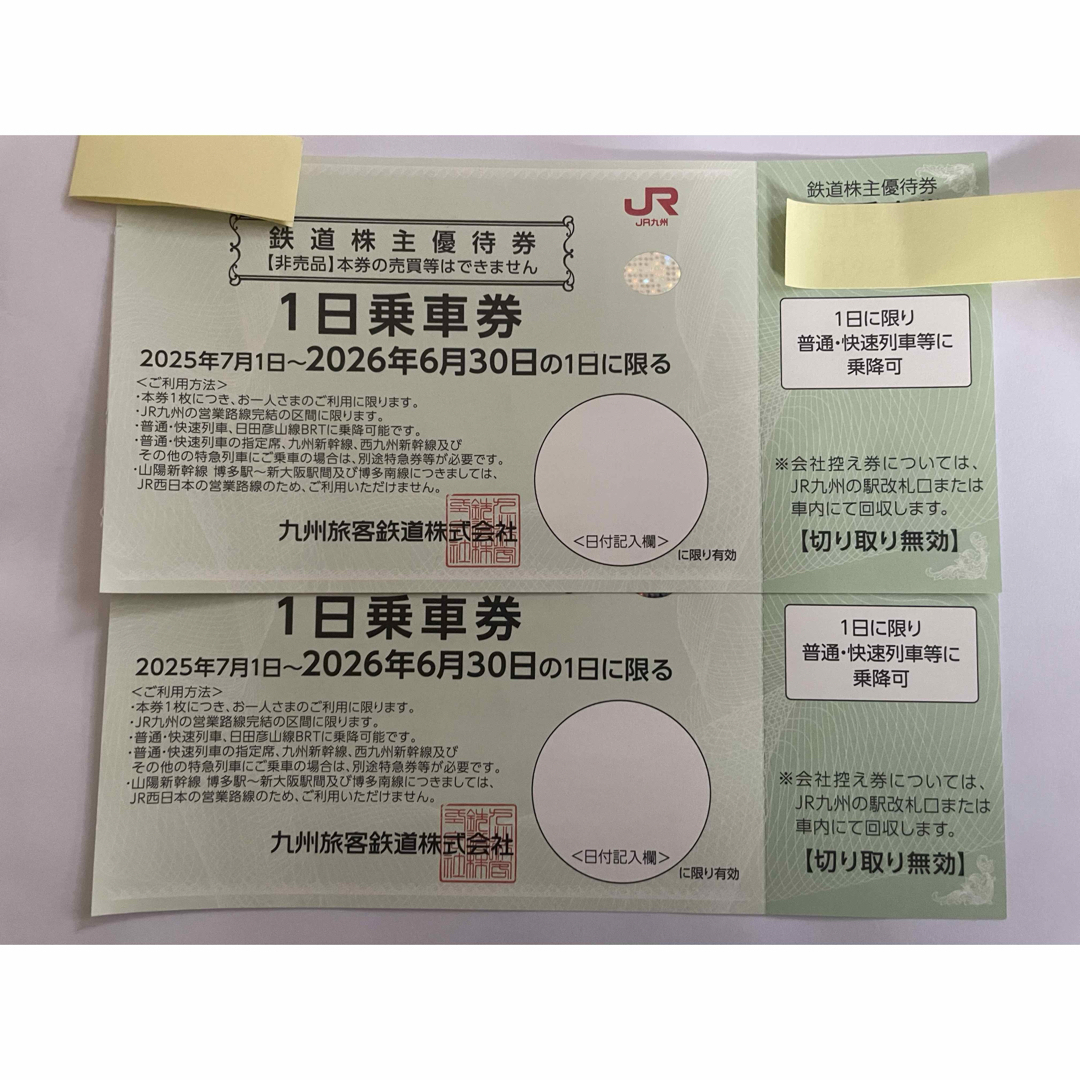 JR
JR九州
鉄道株主優待券
【非売品】本券の売買等はできません
1日乗車券
2025年7月1日~2026年6月30日の1日に限る
<ご利用方法>
・本券1枚につき、お一人さまのご利用に限ります。
・JR九州の営業路線完結の区間に限ります。
・普通・快速列車、日田彦山線BRTに乗降可能です。
・普通・快速列車の指定席、九州新幹線、西九州新幹線及び
その他の特急列車にご乗車の場合は、別途特急券等が必要です。
・山陽新幹線 博多駅~新大阪駅間及び博多南線につきましては、
JR西日本の営業路線のため、ご利用いただけません。
九州旅客鉄道株式会社
<日付記入欄>
に限り有効
鉄道株主優待券
1日に限り
普通・快速列車等に
乗降可
※会社控え券については、
JR九州の駅改札口または
車内にて回収します。
【切り取り無効】
1日乗車券
2025年7月1日~2026年6月30日の1日に限る
<ご利用方法>
・本券1枚につき、お一人さまのご利用に限ります。
・JR九州の営業路線完結の区間に限ります。
・普通・快速列車、日田彦山線BRTに乗降可能です。
・普通・快速列車の指定席、九州新幹線、西九州新幹線及び
その他の特急列車にご乗車の場合は、別途特急券等が必要です。
・山陽新幹線 博多駅~新大阪駅間及び博多南線につきましては、
JR西日本の営業路線のため、ご利用いただけません。
九州旅客鉄道株式会社
<日付記入欄>
に限り有効
1日に限り
普通・快速列車等に
乗降可
※会社控え券については、
JR九州の駅改札口または
車内にて回収します。
【切り取り無効】